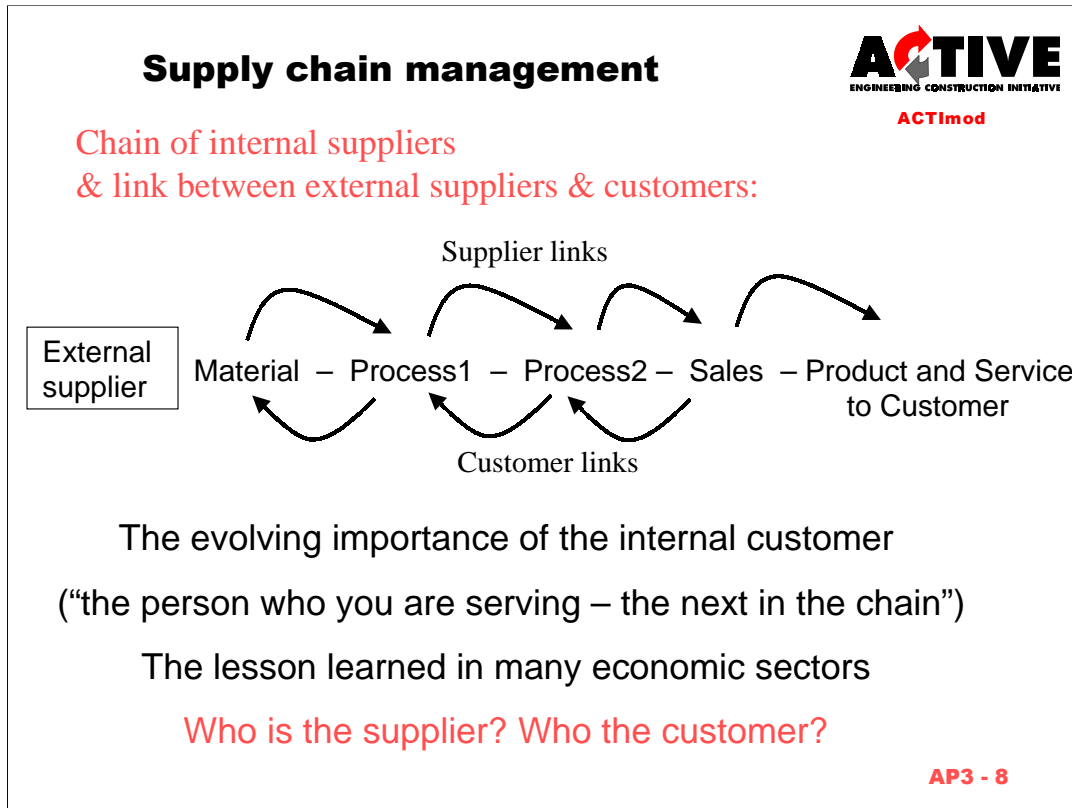 Supply chain management
ACTIVE
ENGINEERING CONSTRUCTION INITIATIVE
ACTImod
Chain of internal suppliers
& link between external suppliers & customers:
Supplier links
External
supplier
Material – Process1 – Process2 – Sales – Product and Service
to Customer
Customer links
The evolving importance of the internal customer
(“the person who you are serving – the next in the chain”)
The lesson learned in many economic sectors
Who is the supplier? Who the customer?
AP3 - 8